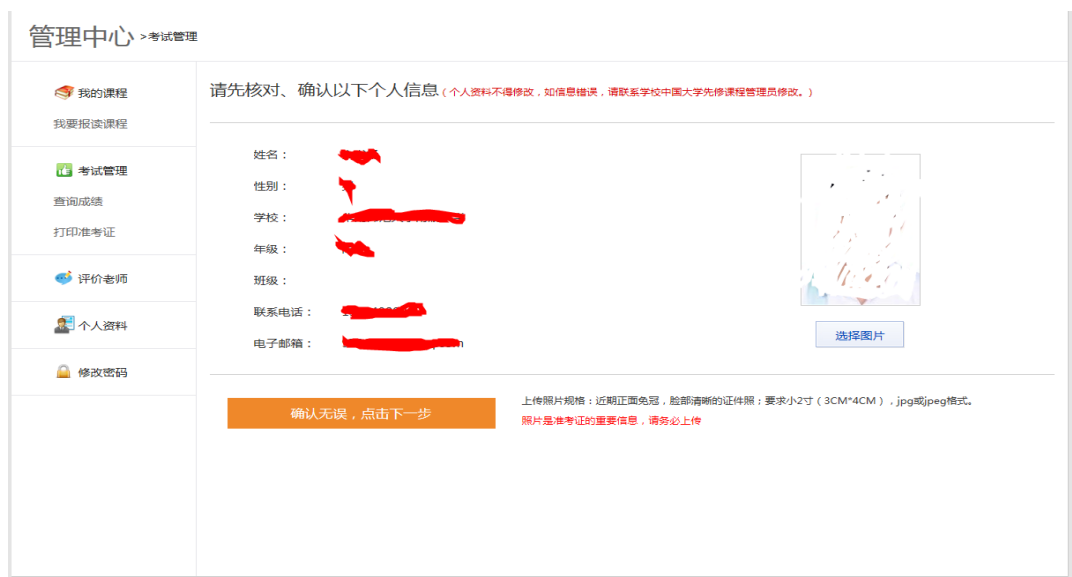 管理中心 >考试管理
我的课程
我要报读课程
考试管理
查询成绩
打印准考证
评价老师
个人资料
修改密码
请先核对、确认以下个人信息(个人资料不得修改，如信息错误，请联系学校中国大学先修课程管理员修改。)
姓名：
性别：
学校：
年级：
班级：
联系电话：
电子邮箱：
选择图片
确认无误，点击下一步
上传照片规格：近期正面免冠，脸部清晰的证件照；要求小2寸（3CM*4CM），jpg或jpeg格式。
照片是准考证的重要信息，请务必上传